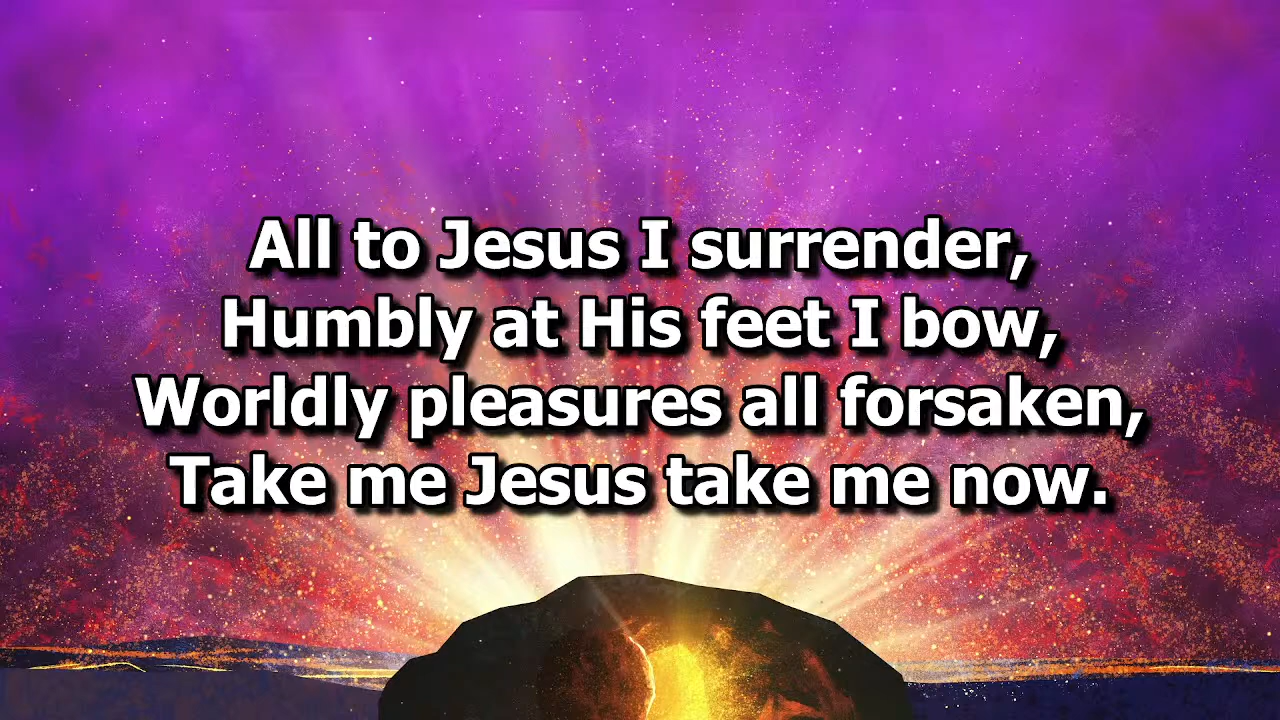 All to Jesus I surrender,
Humbly at His feet I bow,
Worldly pleasures all forsaken,
Take me Jesus take me now.